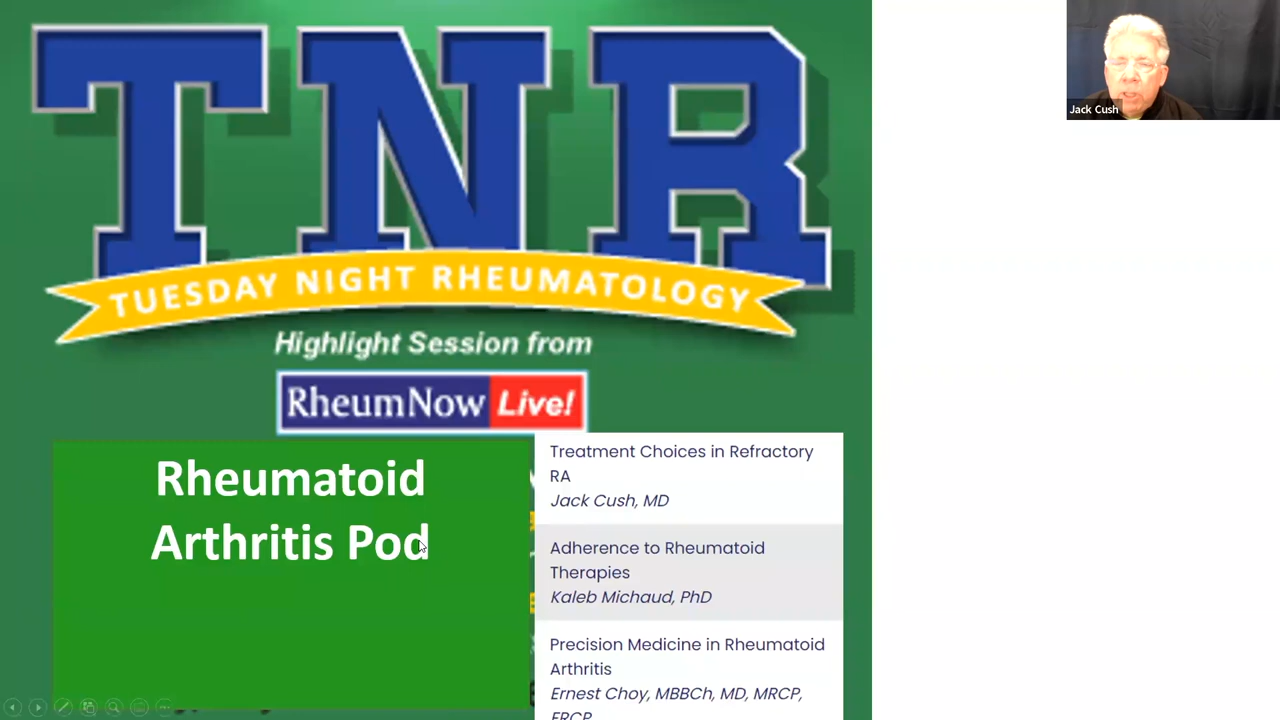 TNR
TUESDAY NIGHT RHEUMATOLOGY
Highlight Session from
RheumNow Live!
Rheumatoid
Arthritis Pod
Treatment Choices in Refractory
RA
Jack Cush, MD
Adherence to Rheumatoid
Therapies
Kaleb Michaud, PhD
Precision Medicine in Rheumatoid
Arthritis
Ernest Choy, MBBCh, MD, MRCP,
FRCP
Jack Cush